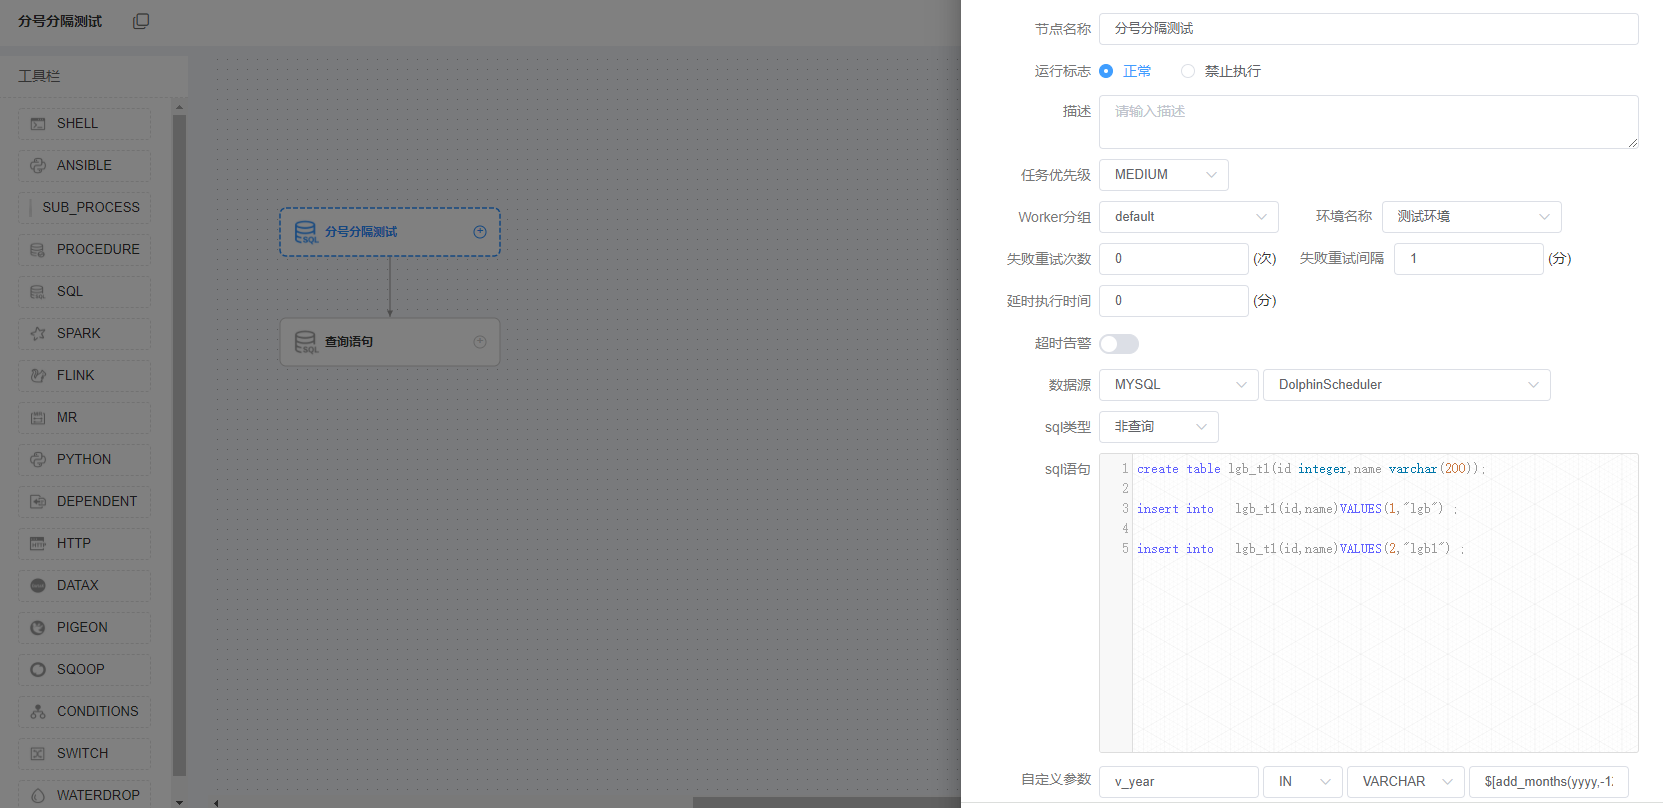 分号分隔测试
工具栏
SHELL
ANSIBLE
SUB_PROCESS
PROCEDURE
SQL
SPARK
FLINK
MR
PYTHON
DEPENDENT
HTTP
DATAX
PIGEON
SQOOP
CONDITIONS
SWITCH
WATERDROP
SQL 分号分隔测试
SQL 查询语句
节点名称 分号分隔测试
运行标志 正常 禁止执行
描述 请输入描述
任务优先级 MEDIUM
Worker分组 default 环境名称 测试环境
失败重试次数 0 (次) 失败重试间隔 1 (分)
延时执行时间 0 (分)
超时告警
数据源 MYSQL DolphinScheduler
sql类型 非查询
sql语句
1 create table lgb_t1(id integer,name varchar(200));
2
3 insert into   lgb_t1(id,name)VALUES(1,"lgb") ;
4
5 insert into   lgb_t1(id,name)VALUES(2,"lgb1") ;
自定义参数 v_year IN VARCHAR $[add_months(yyyy,-1